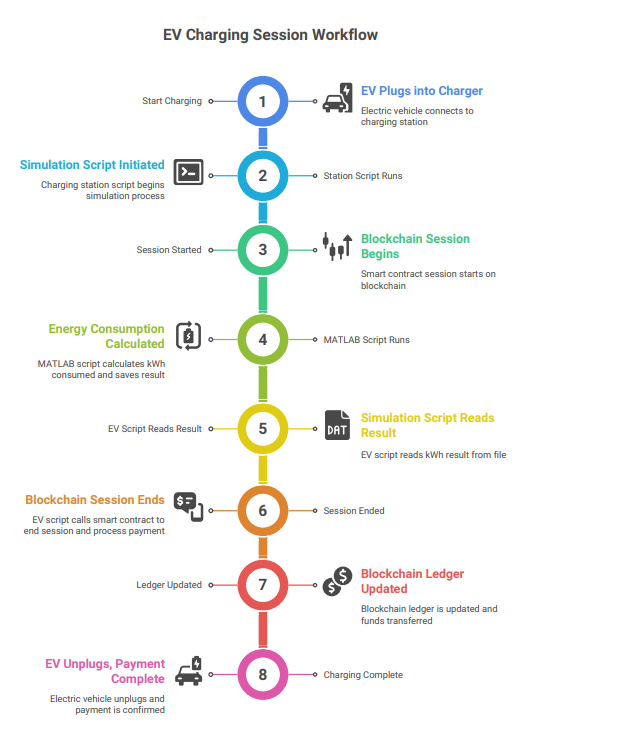 EV Charging Session Workflow
Start Charging
1
EV Plugs into Charger
Electric vehicle connects to
charging station
Simulation Script Initiated
Charging station script begins
simulation process
2
Station Script Runs
Session Started
3
Blockchain Session
Begins
Smart contract session starts on
blockchain
Energy Consumption
Calculated
MATLAB script calculates kWh
consumed and saves result
4
MATLAB Script Runs
EV Script Reads Result
5
DAT
Simulation Script Reads
Result
EV script reads kWh result from file
Blockchain Session Ends
EV script calls smart contract to
end session and process payment
$
6
Session Ended
Ledger Updated
7
$
$
Blockchain Ledger
Updated
Blockchain ledger is updated and
funds transferred
EV Unplugs, Payment
Complete
Electric vehicle unplugs and
payment is confirmed
8
Charging Complete